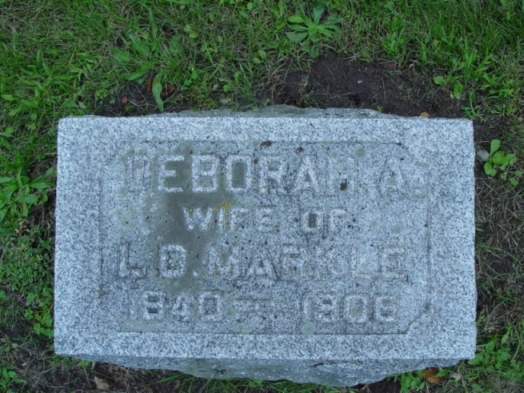 DEBORAH A.
WIFE OF
L. D. MARKLE
1840 — 1906